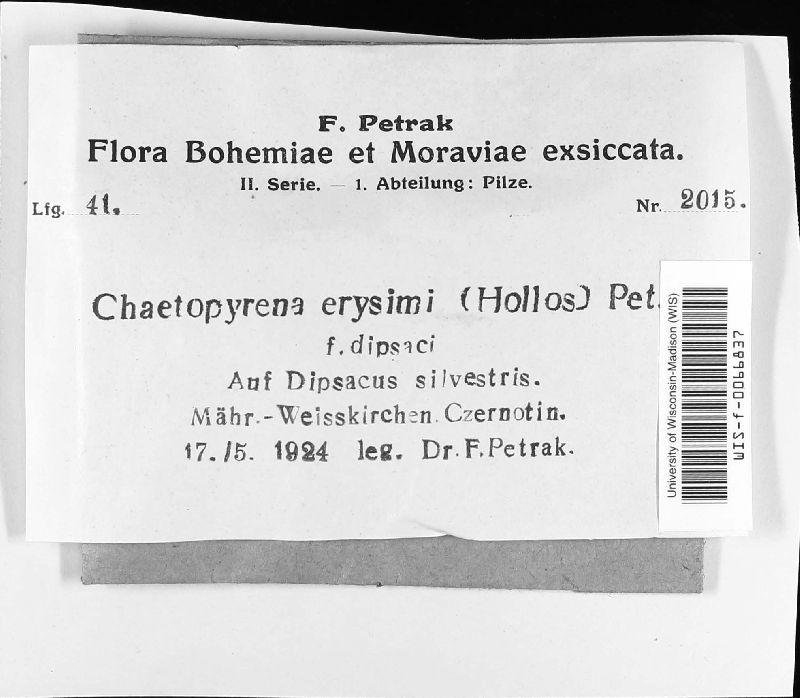 F. Petrak
Flora Bohemiae et Moraviae exsiccata.
II. Serie. — 1. Abteilung: Pilze.
Lfg. 41.
Nr. 2015.
Chaetopyrena erysimi (Hollos) Pet.
f. dipsaci
Auf Dipsacus silvestris.
Mähr.-Weisskirchen. Czernotin.
17./5. 1924 leg. Dr. F. Petrak.
University of Wisconsin-Madison (WIS)
WIS-f-0066837